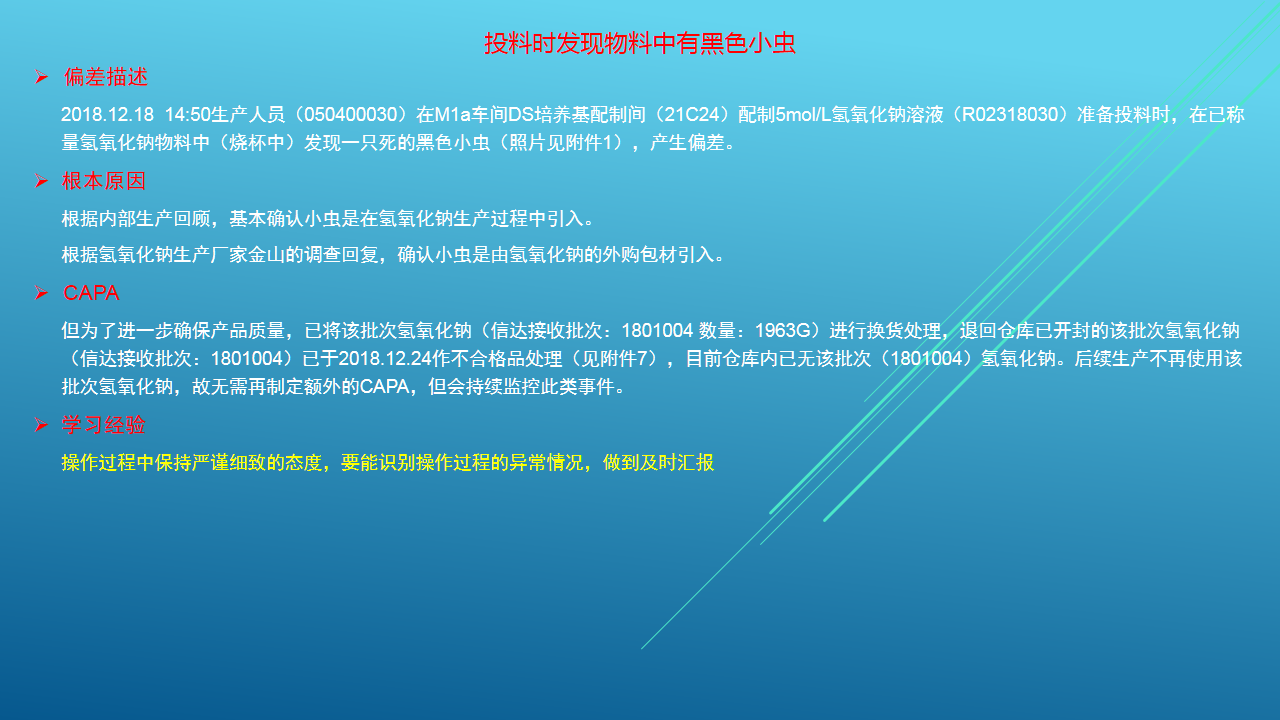 投料时发现物料中有黑色小虫
➢ 偏差描述
2018.12.18 14:50生产人员（050400030）在M1a车间DS培养基配制间（21C24）配制5mol/L氢氧化钠溶液（R02318030）准备投料时，在已称
量氢氧化钠物料中（烧杯中）发现一只死的黑色小虫（照片见附件1），产生偏差。
➢ 根本原因
根据内部生产回顾，基本确认小虫是在氢氧化钠生产过程中引入。
根据氢氧化钠生产厂家金山的调查回复，确认小虫是由氢氧化钠的外购包材引入。
➢ CAPA
但为了进一步确保产品质量，已将该批次氢氧化钠（信达接收批次：1801004 数量：1963G）进行换货处理，退回仓库已开封的该批次氢氧化钠
（信达接收批次：1801004）已于2018.12.24作不合格品处理（见附件7），目前仓库内已无该批次（1801004）氢氧化钠。后续生产不再使用该
批次氢氧化钠，故无需再制定额外的CAPA，但会持续监控此类事件。
➢ 学习经验
操作过程中保持严谨细致的态度，要能识别操作过程的异常情况，做到及时汇报